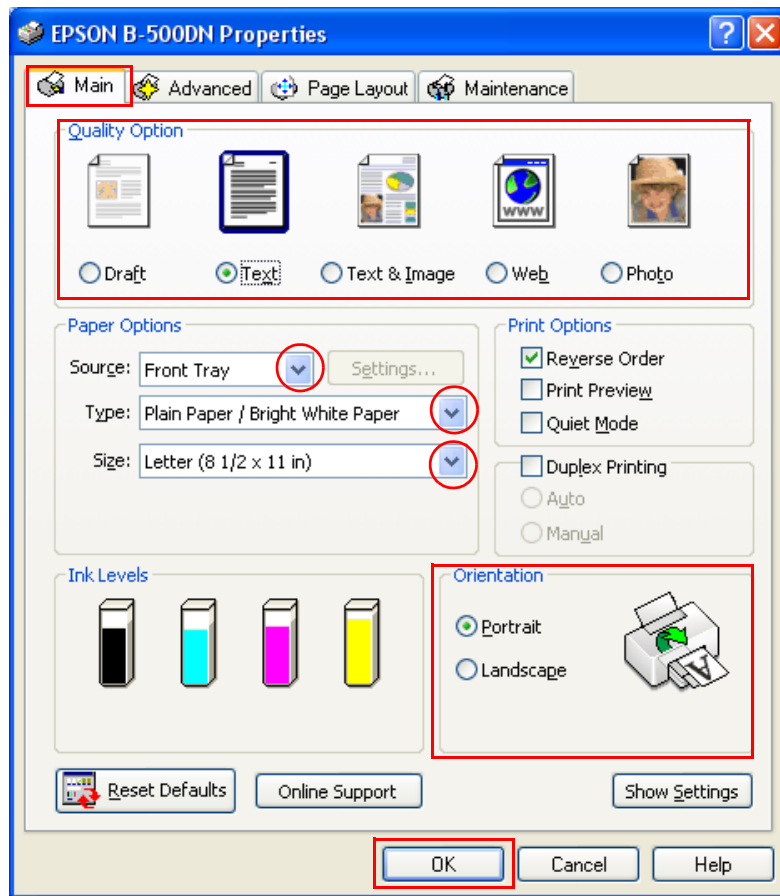 EPSON B-500DN Properties
Main
Advanced
Page Layout
Maintenance
Quality Option
WWW
Draft
Text
Text & Image
Web
Photo
Paper Options
Source: Front Tray
Settings...
Type: Plain Paper / Bright White Paper
Size: Letter (8 1/2 x 11 in)
Print Options
Reverse Order
Print Preview
Quiet Mode
Duplex Printing
Auto
Manual
Ink Levels
Orientation
Portrait
Landscape
A
Reset Defaults
Online Support
Show Settings
OK
Cancel
Help